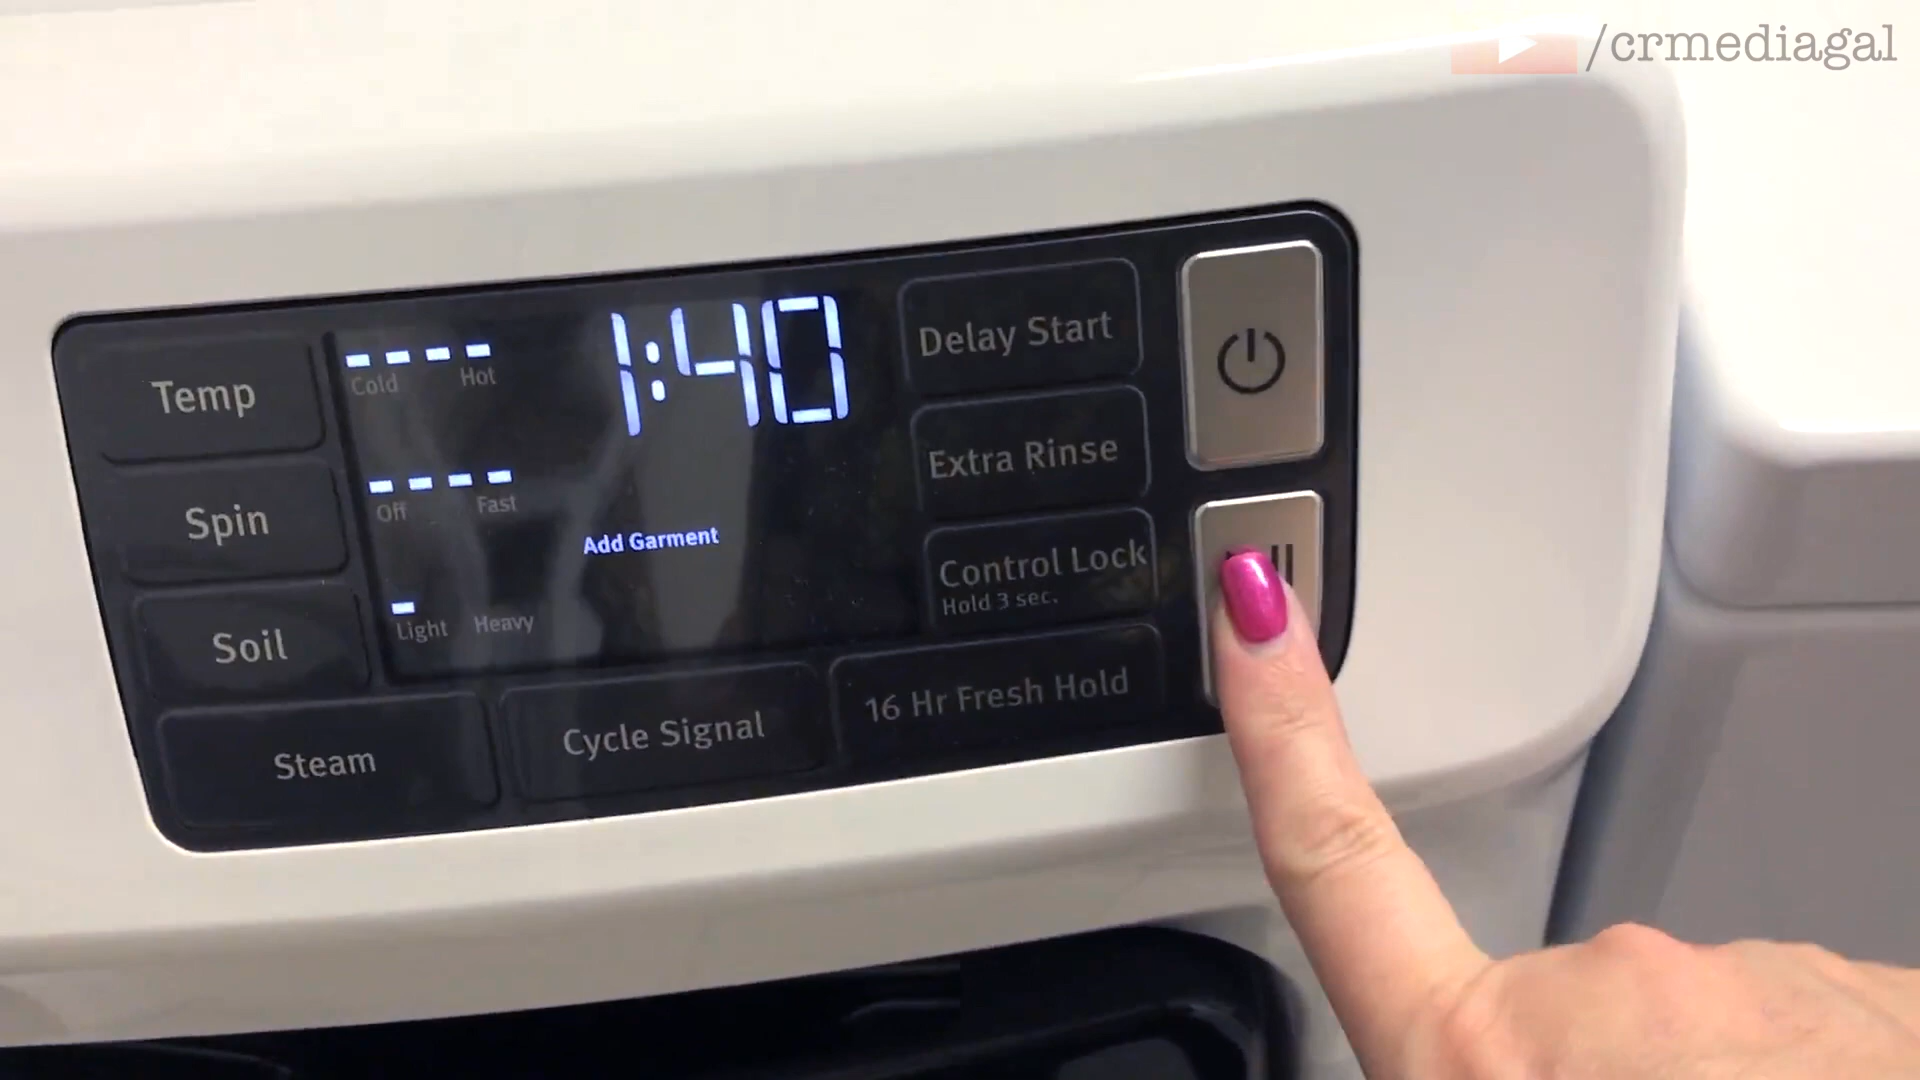 /crmediagal
1:40
Delay Start
Temp
Cold Hot
Extra Rinse
Spin
Off Fast
Add Garment
Control Lock
Hold 3 sec.
Soil
Light Heavy
16 Hr Fresh Hold
Cycle Signal
Steam